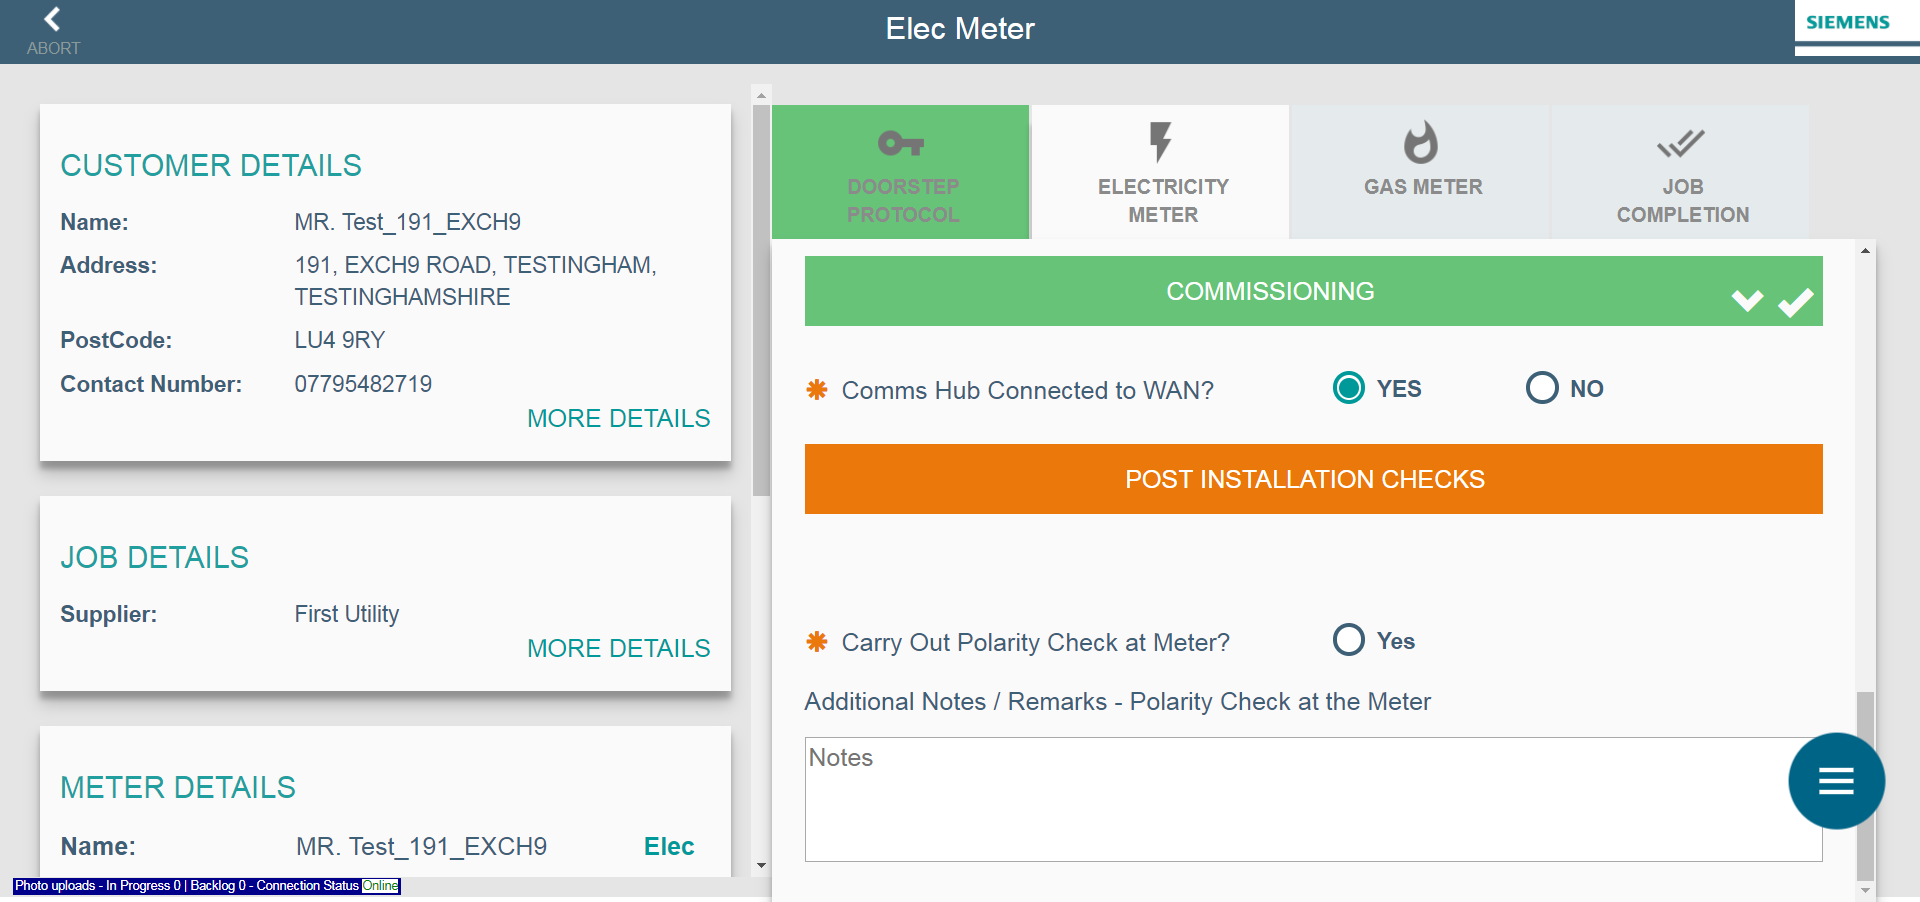 ABORT
Elec Meter
SIEMENS
CUSTOMER DETAILS
Name: MR. Test_191_EXCH9
Address: 191, EXCH9 ROAD, TESTINGHAM,
TESTINGHAMSHIRE
PostCode: LU4 9RY
Contact Number: 07795482719
MORE DETAILS
JOB DETAILS
Supplier: First Utility
MORE DETAILS
METER DETAILS
Name: MR. Test_191_EXCH9 Elec
Photo uploads - In Progress 0 | Backlog 0 - Connection Status Online
DOORSTEP
PROTOCOL
ELECTRICITY
METER
GAS METER
JOB
COMPLETION
COMMISSIONING
✱ Comms Hub Connected to WAN? YES NO
POST INSTALLATION CHECKS
✱ Carry Out Polarity Check at Meter? Yes
Additional Notes / Remarks - Polarity Check at the Meter
Notes